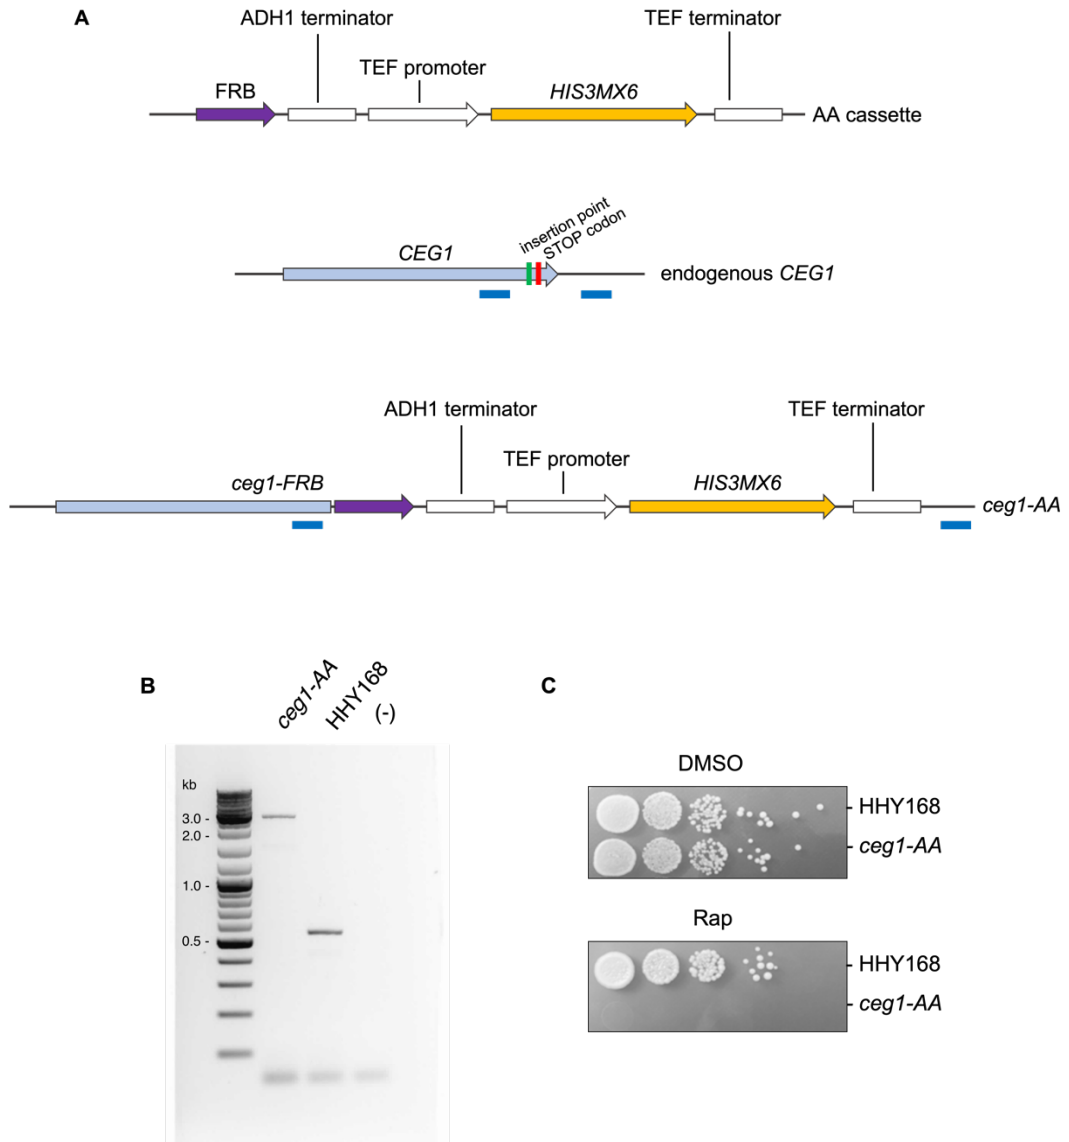 A
ADH1 terminator
TEF terminator
TEF promoter
FRB
HIS3MX6
AA cassette
insertion point
STOP codon
CEG1
endogenous CEG1
ADH1 terminator
TEF terminator
TEF promoter
ceg1-FRB
HIS3MX6
ceg1-AA
B
ceg1-AA
HHY168
(-)
kb
3.0 -
2.0 -
1.0 -
0.5 -
C
DMSO
HHY168
ceg1-AA
Rap
HHY168
ceg1-AA